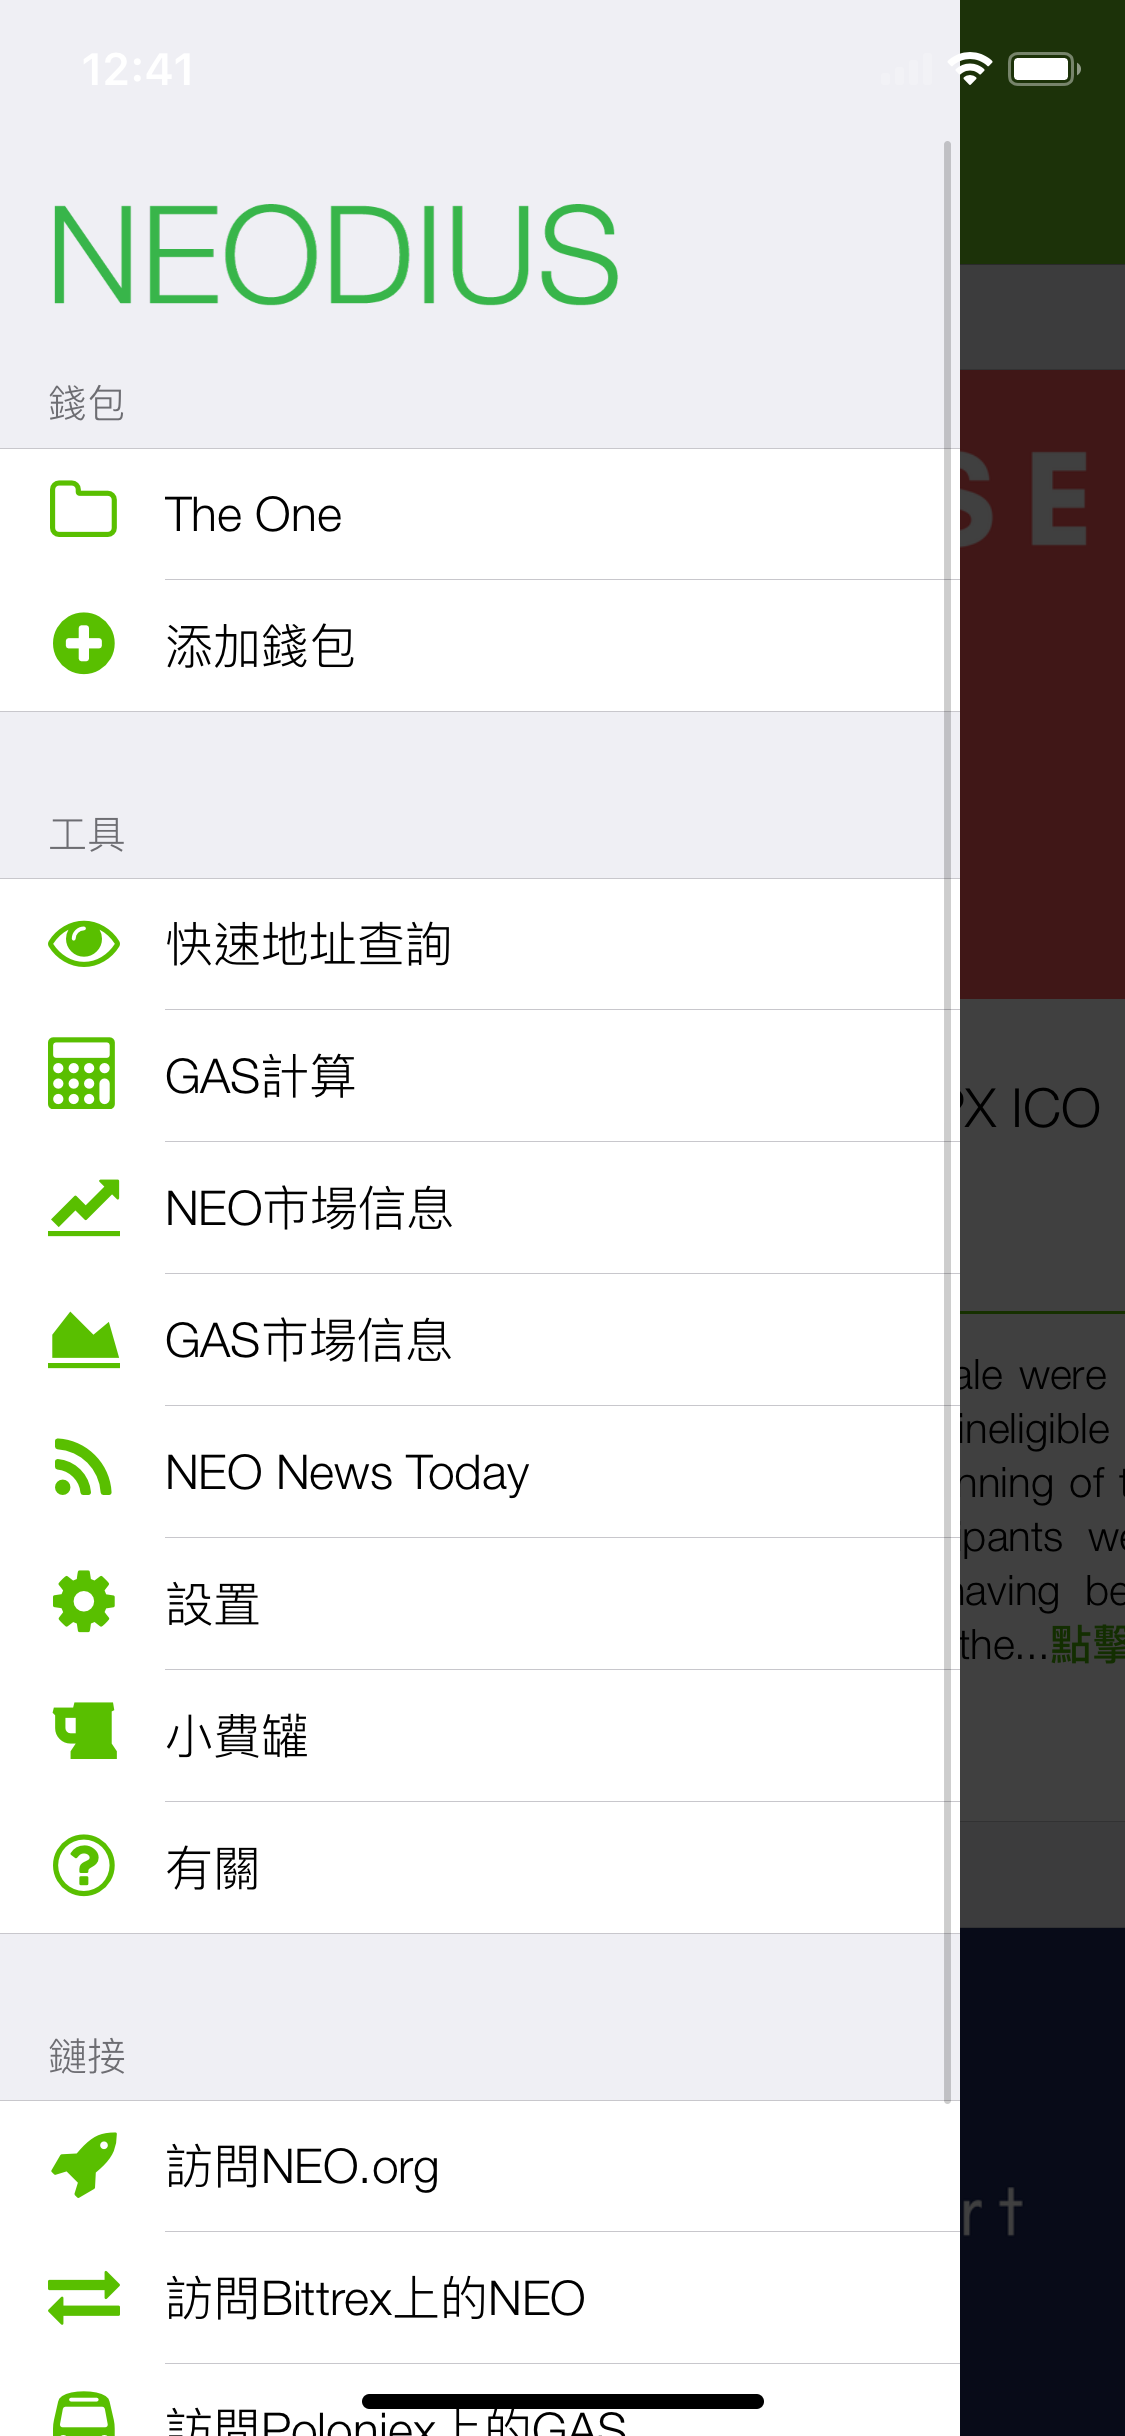 12:41
NEODIUS
錢包
The One
添加錢包
工具
快速地址查詢
GAS計算
NEO市場信息
GAS市場信息
NEO News Today
設置
小費罐
有關
鏈接
訪問NEO.org
訪問Bittrex上的NEO
訪問Poloniex上的GAS
SE
X ICO
ale were
ineligible
nning of t
pants we
having be
the...點擊
rt